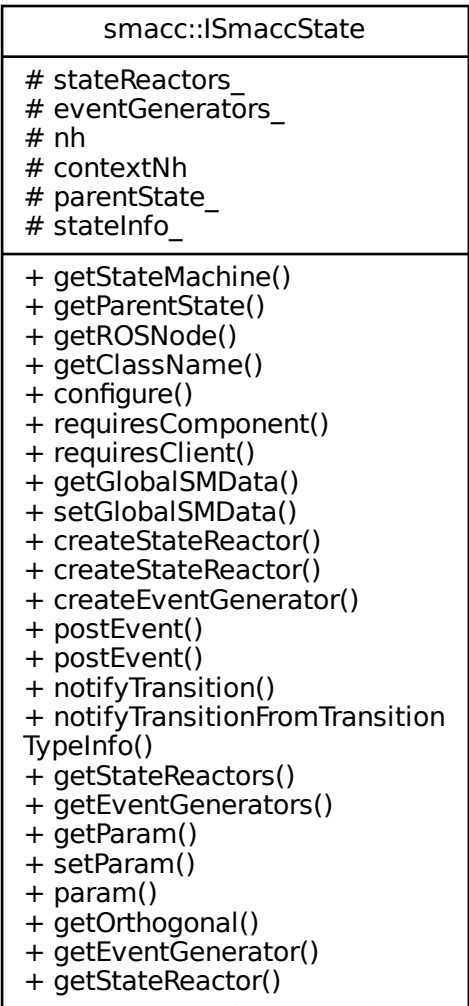 smacc::ISmaccState
# stateReactors_
# eventGenerators_
# nh
# contextNh
# parentState_
# stateInfo_
+ getStateMachine()
+ getParentState()
+ getROSNode()
+ getClassName()
+ configure()
+ requiresComponent()
+ requiresClient()
+ getGlobalSMData()
+ setGlobalSMData()
+ createStateReactor()
+ createStateReactor()
+ createEventGenerator()
+ postEvent()
+ postEvent()
+ notifyTransition()
+ notifyTransitionFromTransition
TypeInfo()
+ getStateReactors()
+ getEventGenerators()
+ getParam()
+ setParam()
+ param()
+ getOrthogonal()
+ getEventGenerator()
+ getStateReactor()